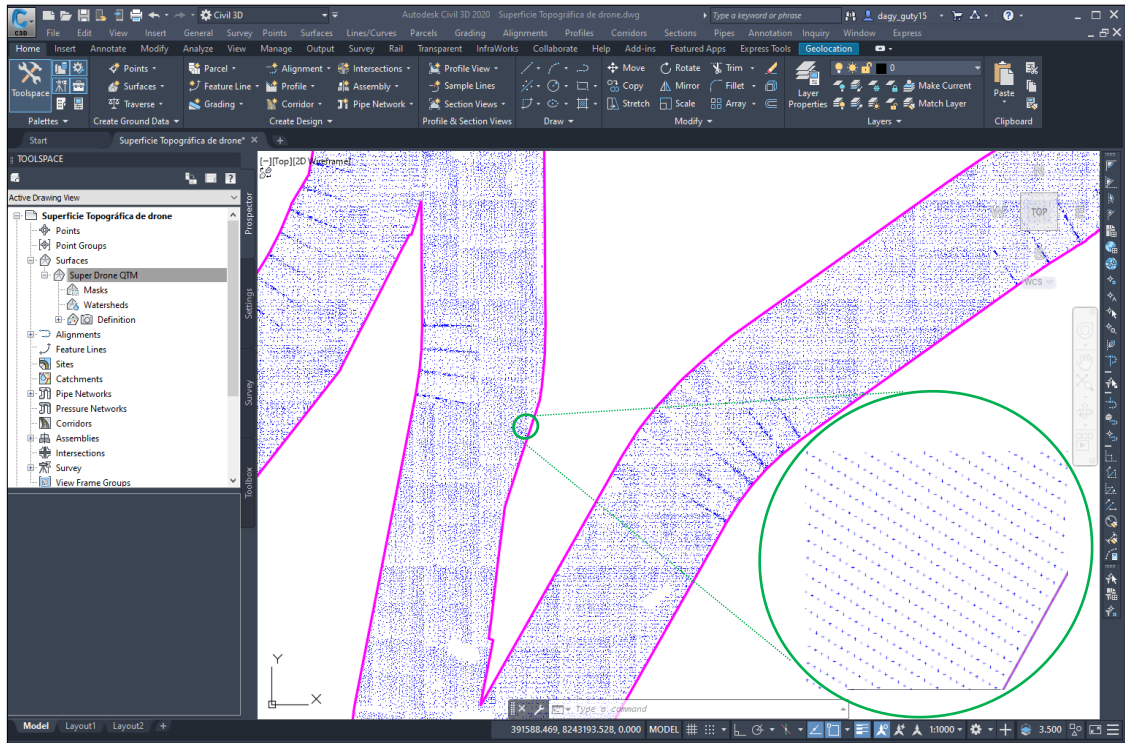 Civil 3D
Autodesk Civil 3D 2020 Superficie Topográfica de drone.dwg
Type a keyword or phrase
dagy_guty15
C3D
File Edit View Insert General Survey Points Surfaces Lines/Curves Parcels Grading Alignments Profiles Corridors Sections Pipes Annotation Inquiry Window Express
Home Insert Annotate Modify Analyze View Manage Output Survey Rail Transparent InfraWorks Collaborate Help Add-ins Featured Apps Express Tools Geolocation
Toolspace
Points
Surfaces
Traverse
Parcel
Feature Line
Grading
Alignment
Profile
Corridor
Intersections
Assembly
Pipe Network
Profile View
Sample Lines
Section Views
Move
Copy
Stretch
Rotate
Mirror
Scale
Trim
Fillet
Array
Layer
Properties
0
Make Current
Match Layer
Paste
Palettes Create Ground Data Create Design Profile & Section Views Draw Modify Layers Clipboard
Start Superficie Topográfica de drone*
TOOLSPACE
Active Drawing View
Superficie Topográfica de drone
Points
Point Groups
Surfaces
Super Drone QTM
Masks
Watersheds
Definition
Alignments
Feature Lines
Sites
Catchments
Pipe Networks
Pressure Networks
Corridors
Assemblies
Intersections
Survey
View Frame Groups
Prospector
Settings
Survey
Toolbox
[−][Top][2D Wireframe]
TOP
WCS
Y
X
Type a command
Model Layout1 Layout2 +
391588.469, 8243193.528, 0.000 MODEL 1:1000 3.500